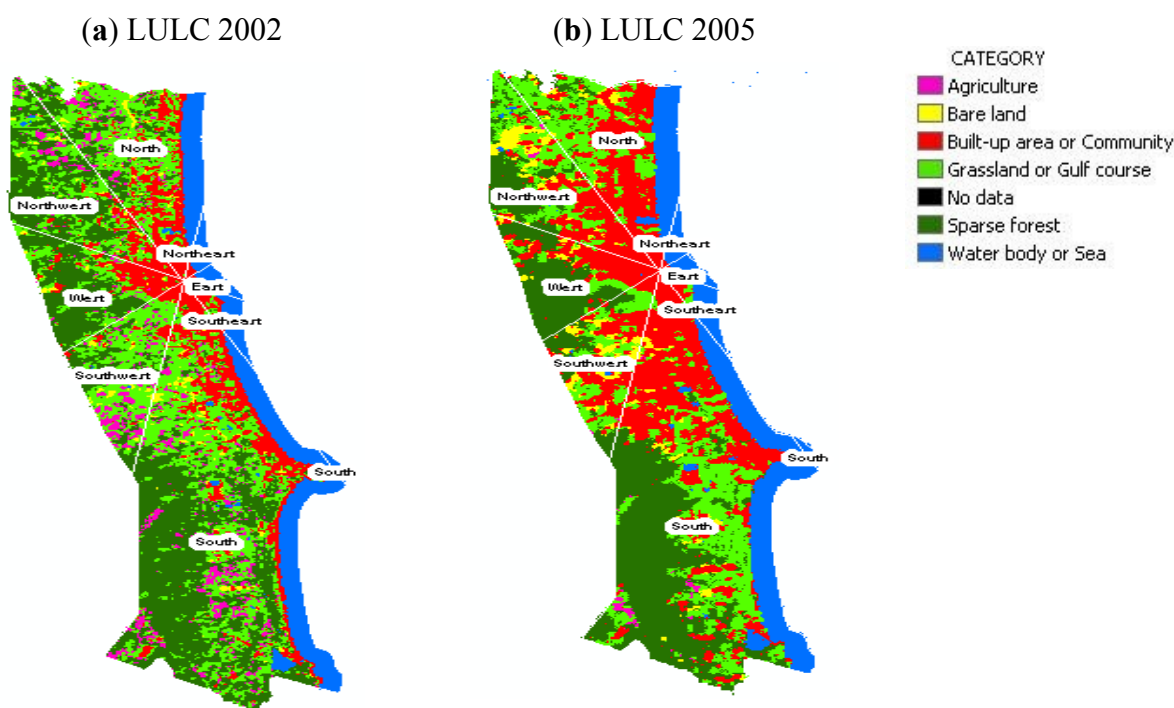 (a) LULC 2002
(b) LULC 2005
North
Northwest
Northeast
West
East
Southeast
Southwest
South
South
North
Northwest
Northeast
West
East
Southeast
Southwest
South
South
CATEGORY
Agriculture
Bare land
Built-up area or Community
Grassland or Gulf course
No data
Sparse forest
Water body or Sea